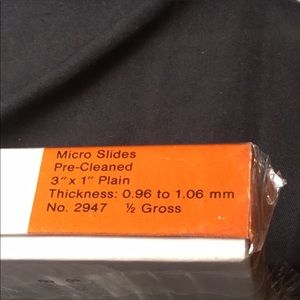 Micro Slides
Pre-Cleaned
3" x 1" Plain
Thickness: 0.96 to 1.06 mm
No. 2947   ½ Gross